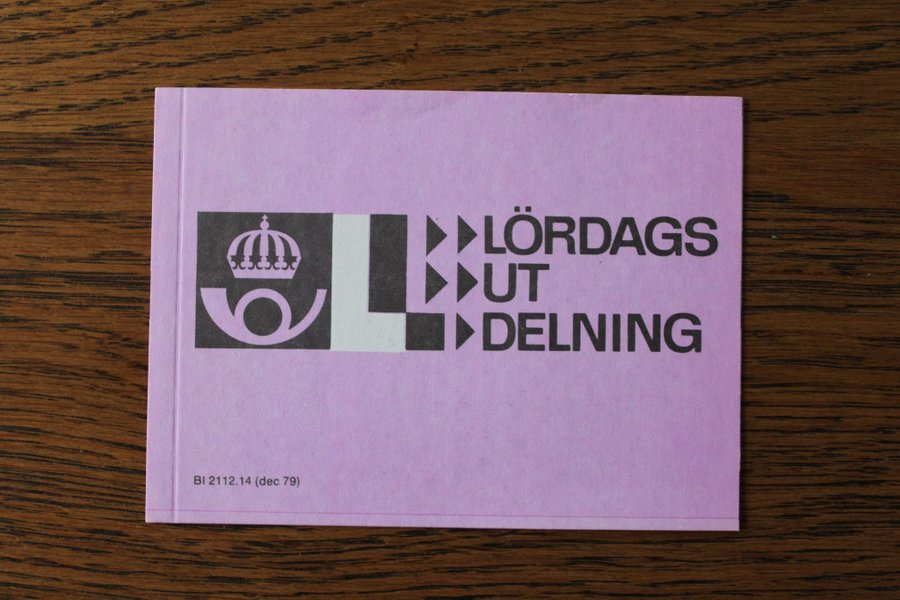 L
LÖRDAGS
UT
DELNING
BI 2112.14 (dec 79)